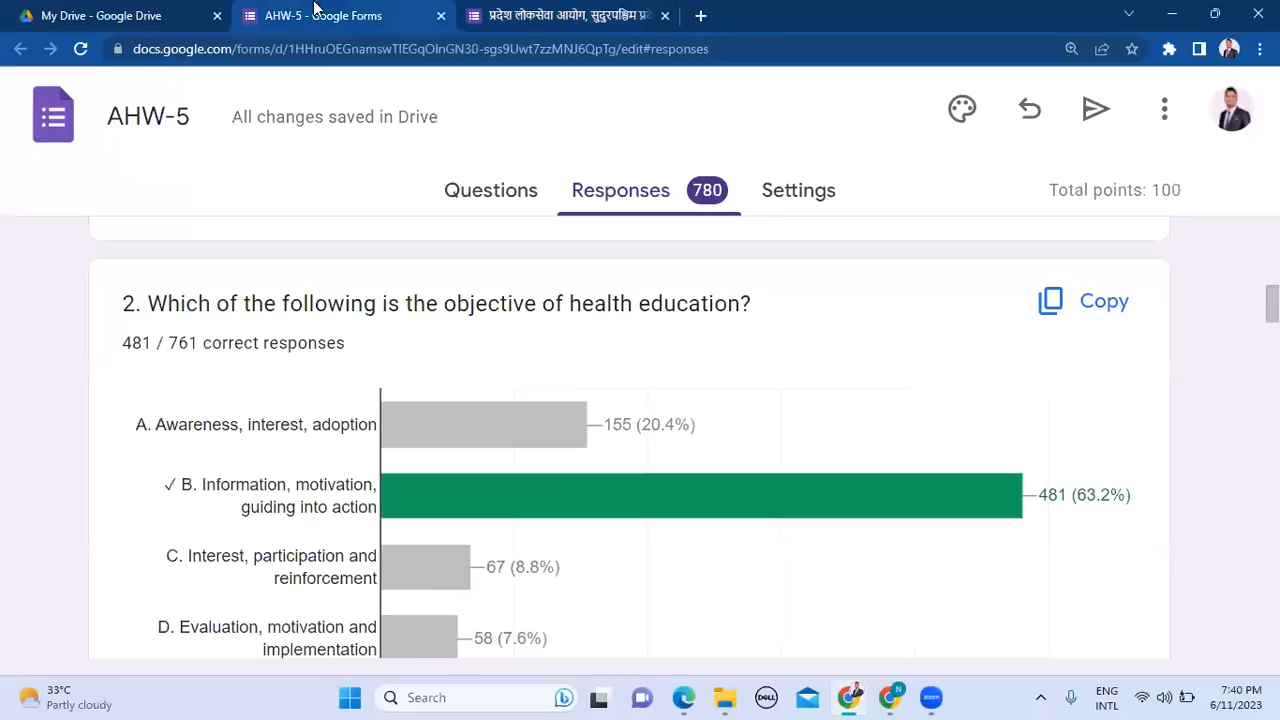 My Drive - Google Drive
AHW-5 - Google Forms
प्रदेश लोकसेवा आयोग, सुदुरपश्चिम प्र
docs.google.com/forms/d/1HHruOEGnamswTIEGqOInGN30-sgs9Uwt7zzMNJ6QpTg/edit#responses
AHW-5
All changes saved in Drive
Questions
Responses 780
Settings
Total points: 100
2. Which of the following is the objective of health education?
Copy
481 / 761 correct responses
A. Awareness, interest, adoption
155 (20.4%)
✓ B. Information, motivation,
guiding into action
481 (63.2%)
C. Interest, participation and
reinforcement
67 (8.8%)
D. Evaluation, motivation and
implementation
58 (7.6%)
33°C
Partly cloudy
Search
DELL
N
zoom
ENG
INTL
7:40 PM
6/11/2023